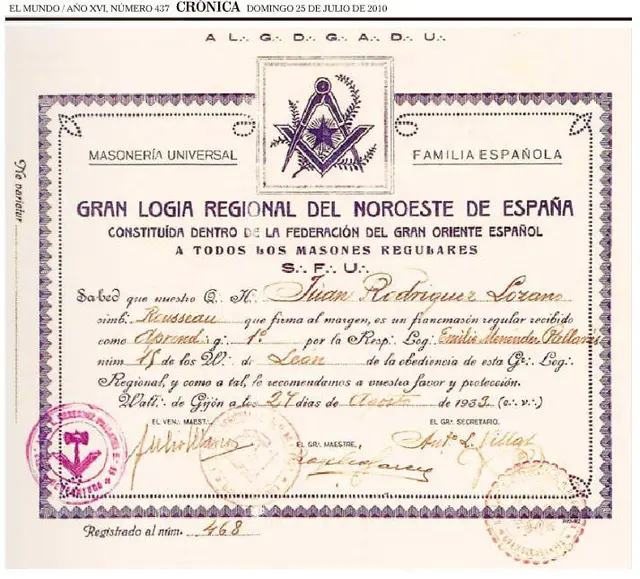 EL MUNDO / AÑO XVI, NÚMERO 437 CRÓNICA DOMINGO 25 DE JULIO DE 2010
A L∴ G∴ D∴ G∴ A∴ D∴ U∴
MASONERÍA UNIVERSAL FAMILIA ESPAÑOLA
Ne varietur
GRAN LOGIA REGIONAL DEL NOROESTE DE ESPAÑA
CONSTITUÍDA DENTRO DE LA FEDERACIÓN DEL GRAN ORIENTE ESPAÑOL
A TODOS LOS MASONES REGULARES
S∴ F∴ U∴
Sabed que nuestro Q∴ H∴ Juan Rodriguez Lozano
simb∴ Rousseau que firma al margen, es un francmasón regular recibido
como Aprend∴ g∴ 1º por la Resp∴ Log∴ Emilio Menendez Pallarés
núm 15 de los V∴ d∴ León de la obediencia de esta Gr∴ Log∴
Regional, y como a tal, le recomendamos a vuestro favor y protección.
Vall∴ de Gijón a los 27 días de Agosto de 1933 (e∴ v∴)
EL VEN∴ MAEST∴ EL GR∴ MAESTRE, EL GR∴ SECRETARIO,
Registrado al núm. 468